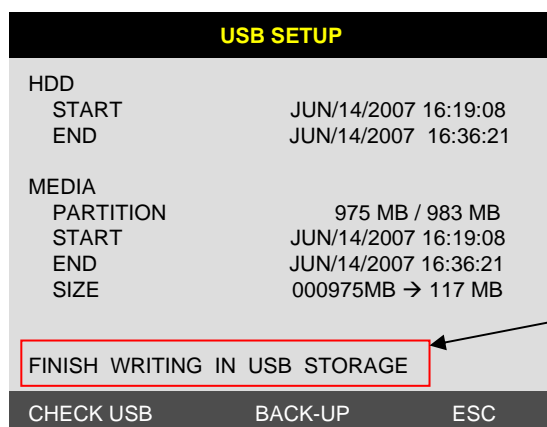 USB SETUP
HDD
START JUN/14/2007 16:19:08
END JUN/14/2007 16:36:21
MEDIA
PARTITION 975 MB / 983 MB
START JUN/14/2007 16:19:08
END JUN/14/2007 16:36:21
SIZE 000975MB → 117 MB
FINISH WRITING IN USB STORAGE
CHECK USB BACK-UP ESC